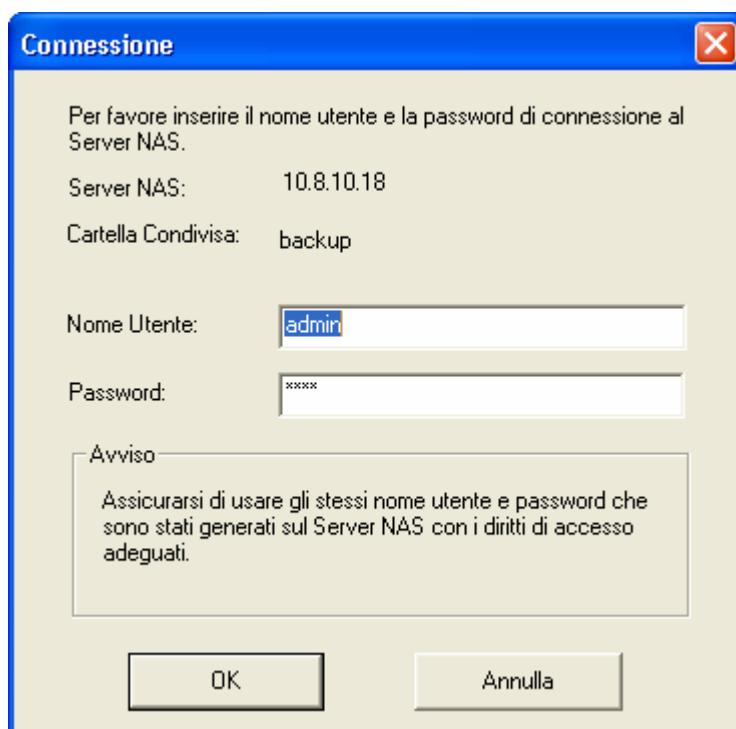 Connessione
Per favore inserire il nome utente e la password di connessione al
Server NAS.
Server NAS: 10.8.10.18
Cartella Condivisa: backup
Nome Utente: admin
Password: ****
Avviso
Assicurarsi di usare gli stessi nome utente e password che
sono stati generati sul Server NAS con i diritti di accesso
adeguati.
OK Annulla